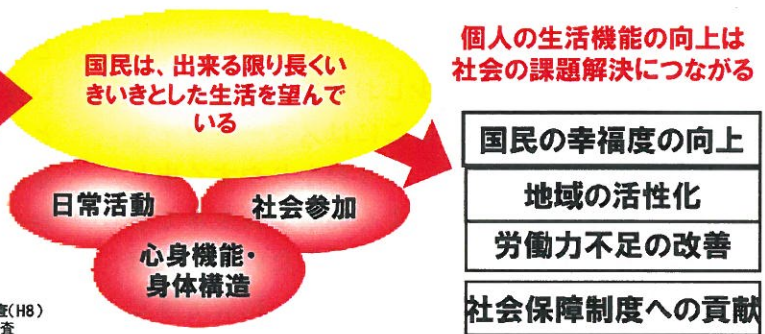 国民は、出来る限り長くい
きいきとした生活を望んで
いる
日常活動
社会参加
心身機能・
身体構造
個人の生活機能の向上は
社会の課題解決につながる
国民の幸福度の向上
地域の活性化
労働力不足の改善
社会保障制度への貢献
査(H8)
査